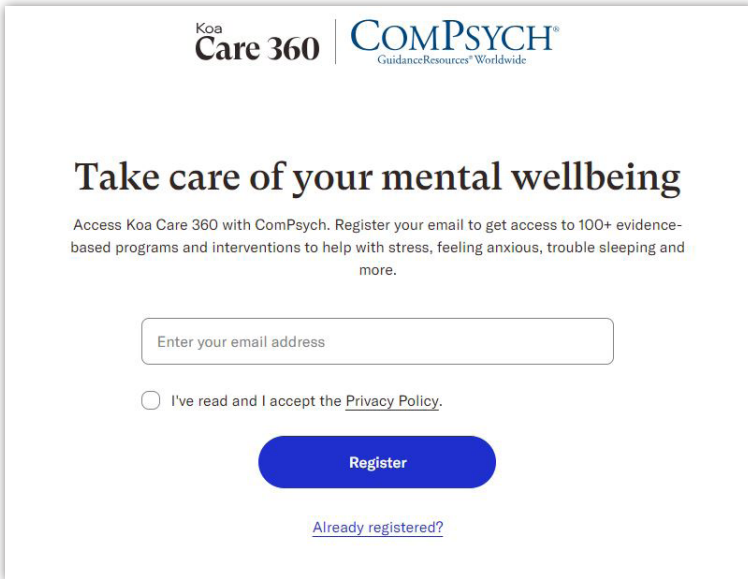 Koa
Care 360
COMPSYCH®
GuidanceResources® Worldwide
Take care of your mental wellbeing
Access Koa Care 360 with ComPsych. Register your email to get access to 100+ evidence-
based programs and interventions to help with stress, feeling anxious, trouble sleeping and
more.
Enter your email address
I've read and I accept the Privacy Policy.
Register
Already registered?